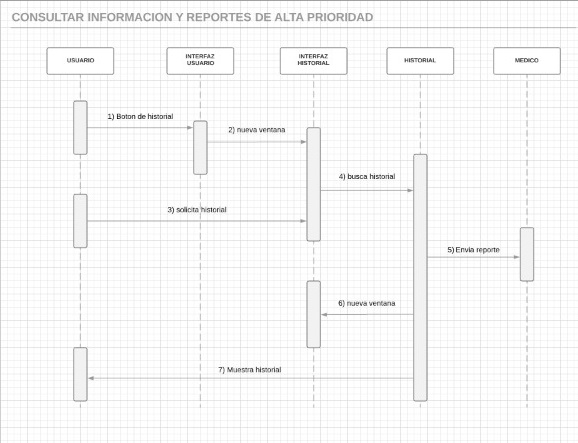 CONSULTAR INFORMACION Y REPORTES DE ALTA PRIORIDAD
USUARIO
INTERFAZ
USUARIO
INTERFAZ
HISTORIAL
HISTORIAL
MEDICO
1) Boton de historial
2) nueva ventana
4) busca historial
3) solicita historial
5) Envia reporte
6) nueva ventana
7) Muestra historial